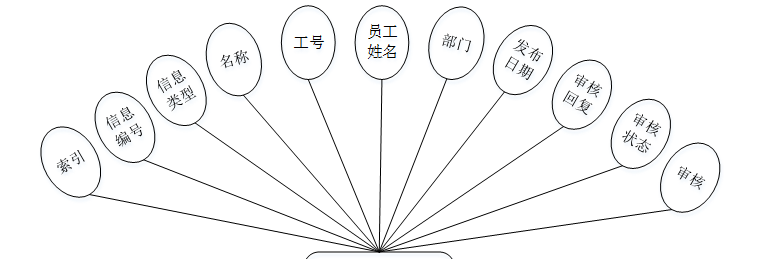 索引
信息
编号
信息
类型
名称
工号
员工
姓名
部门
发布
日期
审核
回复
审核
状态
审核